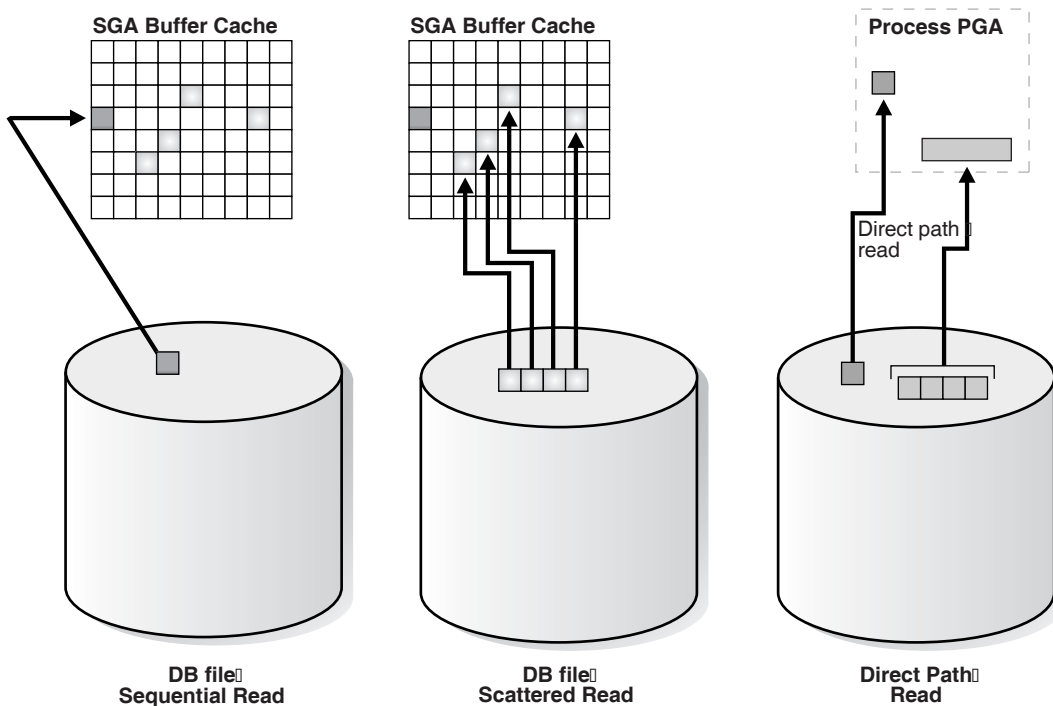 SGA Buffer Cache
SGA Buffer Cache
Process PGA
Direct path
read
DB file
Sequential Read
DB file
Scattered Read
Direct Path
Read